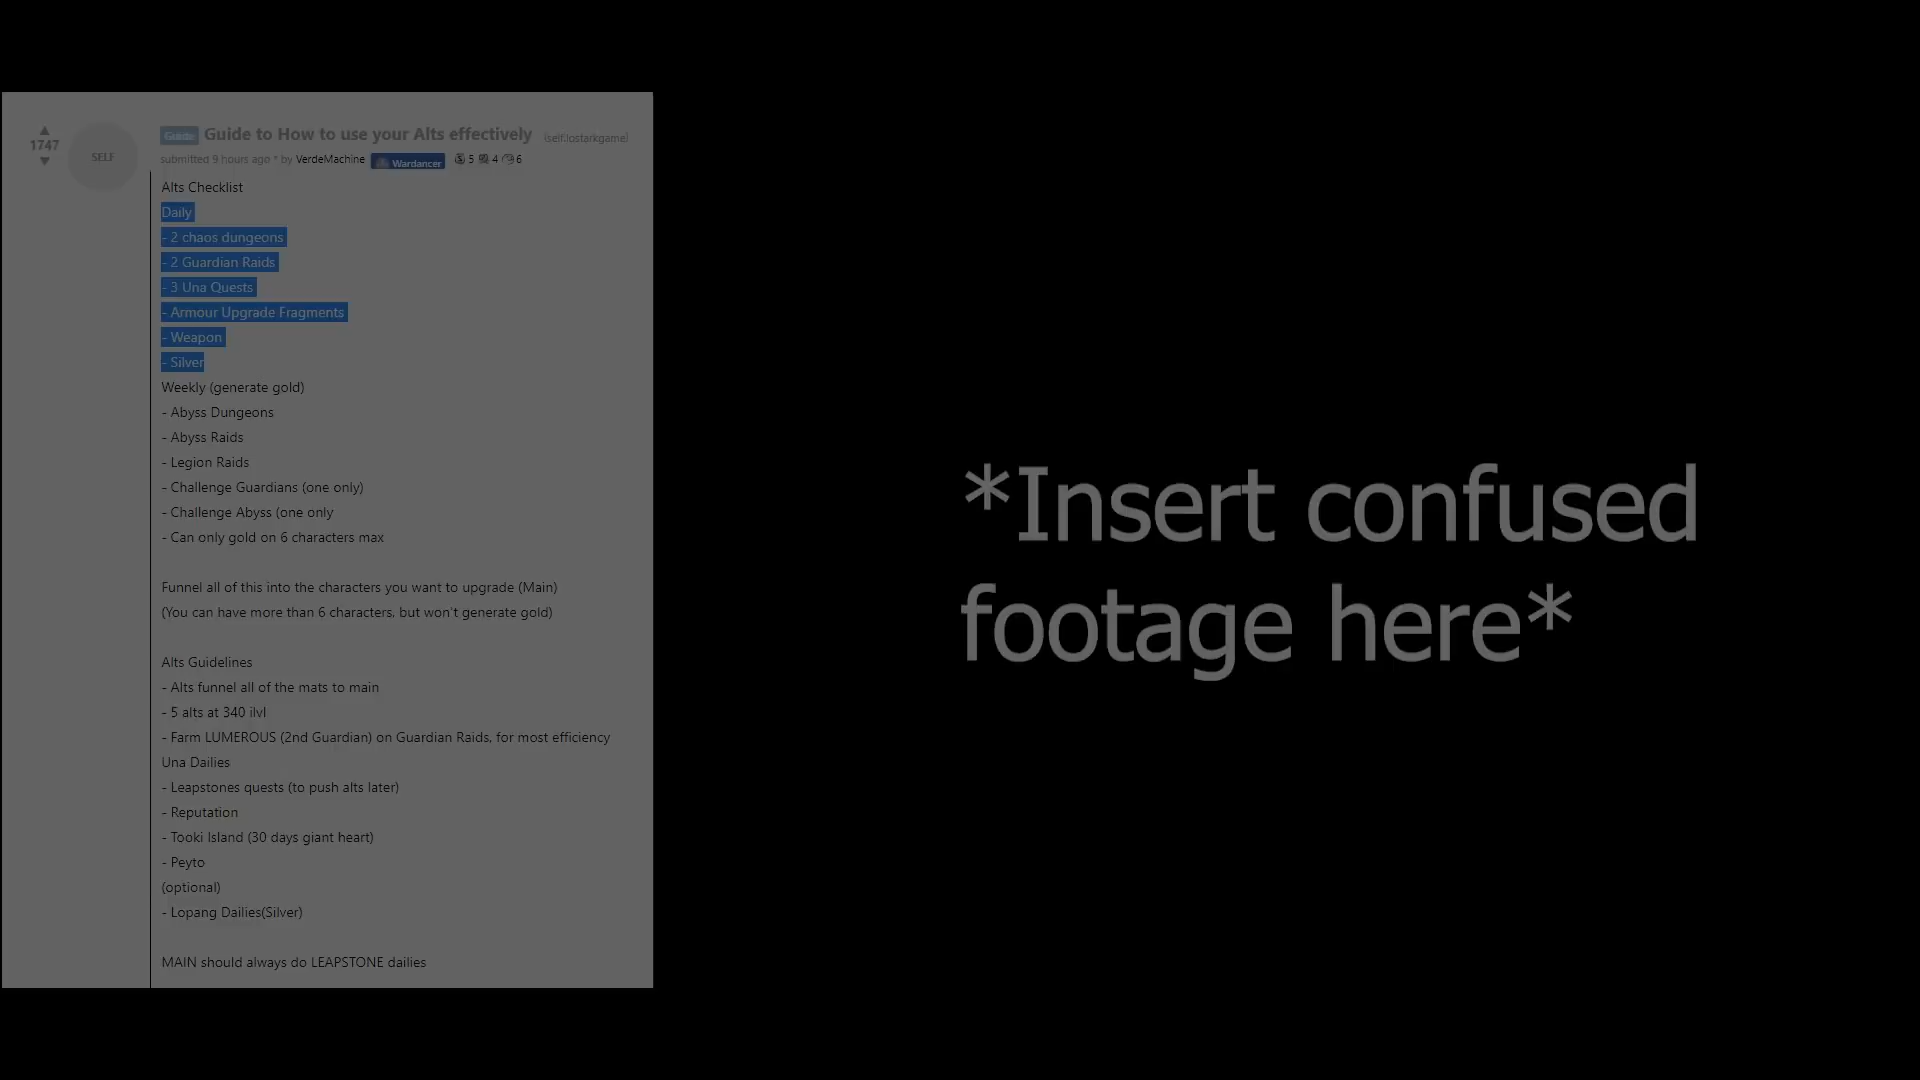 1747
SELF
Guide Guide to How to use your Alts effectively (self.lostarkgame)
submitted 9 hours ago * by VerdeMachine Wardancer 5 4 6
Alts Checklist
Daily
- 2 chaos dungeons
- 2 Guardian Raids
- 3 Una Quests
- Armour Upgrade Fragments
- Weapon
- Silver
Weekly (generate gold)
- Abyss Dungeons
- Abyss Raids
- Legion Raids
- Challenge Guardians (one only)
- Challenge Abyss (one only
- Can only gold on 6 characters max
Funnel all of this into the characters you want to upgrade (Main)
(You can have more than 6 characters, but won't generate gold)
Alts Guidelines
- Alts funnel all of the mats to main
- 5 alts at 340 ilvl
- Farm LUMEROUS (2nd Guardian) on Guardian Raids, for most efficiency
Una Dailies
- Leapstones quests (to push alts later)
- Reputation
- Tooki Island (30 days giant heart)
- Peyto
(optional)
- Lopang Dailies(Silver)
MAIN should always do LEAPSTONE dailies
*Insert confused
footage here*